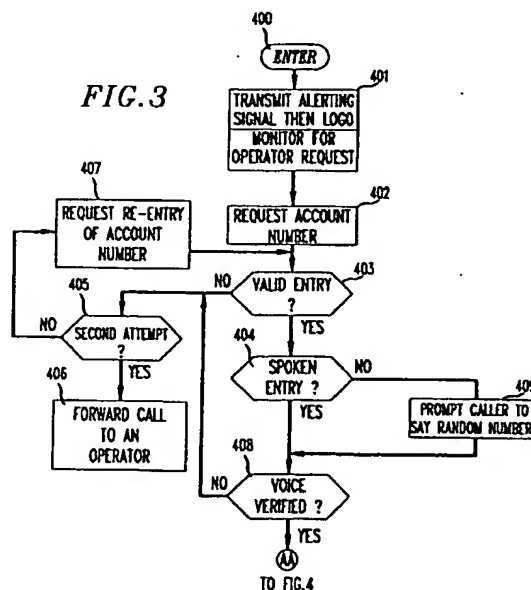 400
ENTER
FIG.3
401
TRANSMIT ALERTING
SIGNAL THEN LOGO
MONITOR FOR
OPERATOR REQUEST
407
REQUEST RE-ENTRY
OF ACCOUNT
NUMBER
402
REQUEST ACCOUNT
NUMBER
403
NO
VALID ENTRY
?
YES
405
NO
SECOND ATTEMPT
?
YES
404
SPOKEN
ENTRY ?
NO
YES
406
FORWARD CALL
TO AN
OPERATOR
409
PROMPT CALLER TO
SAY RANDOM NUMBER
408
NO
VOICE
VERIFIED ?
YES
AA
TO FIG.4